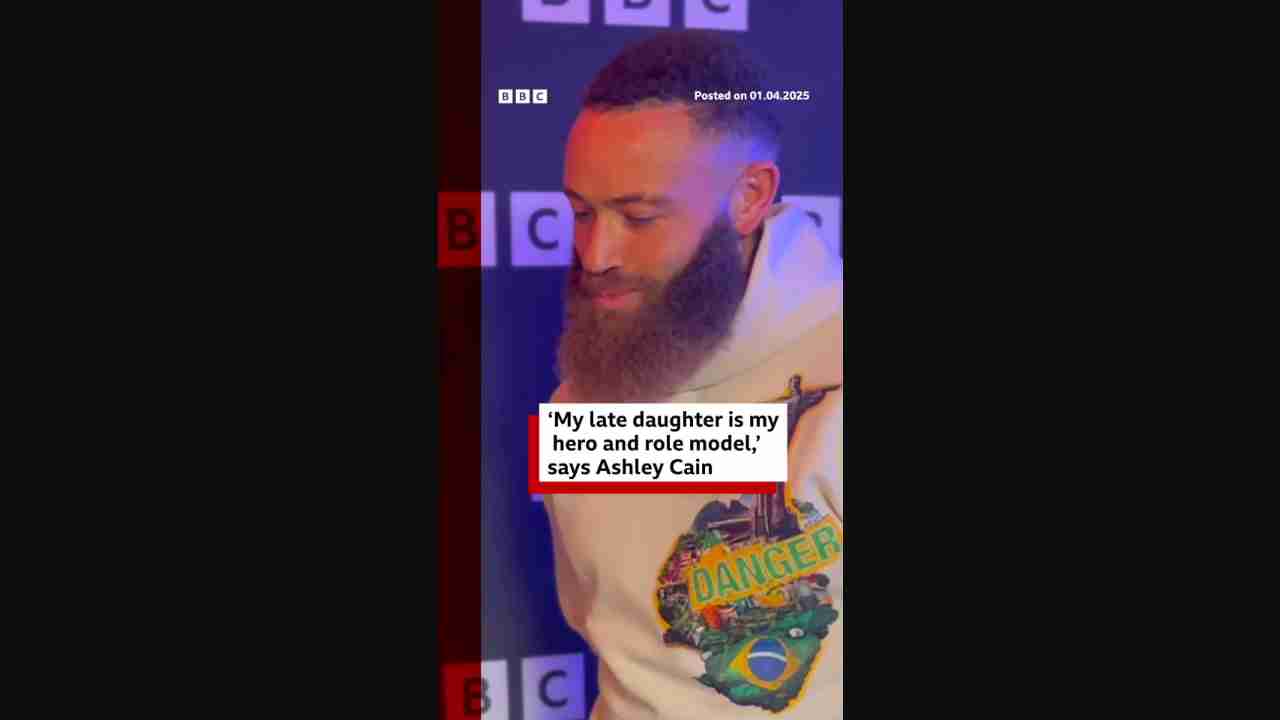 BBC
BBC
Posted on 01.04.2025
B C B
‘My late daughter is my
hero and role model,’
says Ashley Cain
DANGER
B C